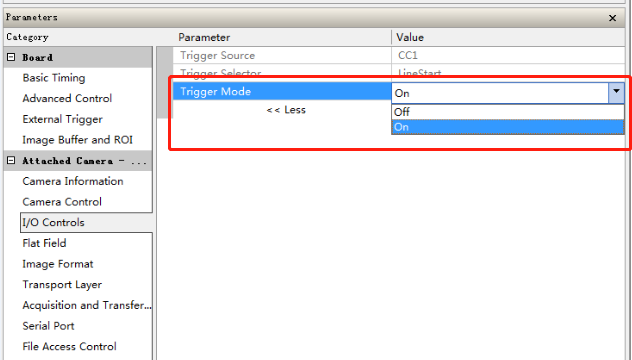 Parameters
Category Parameter Value
Board Trigger Source CC1
Basic Timing Trigger Selector LineStart
Trigger Mode On
Advanced Control << Less Off
External Trigger On
Image Buffer and ROI
Attached Camera - ...
Camera Information
Camera Control
I/O Controls
Flat Field
Image Format
Transport Layer
Acquisition and Transfer...
Serial Port
File Access Control